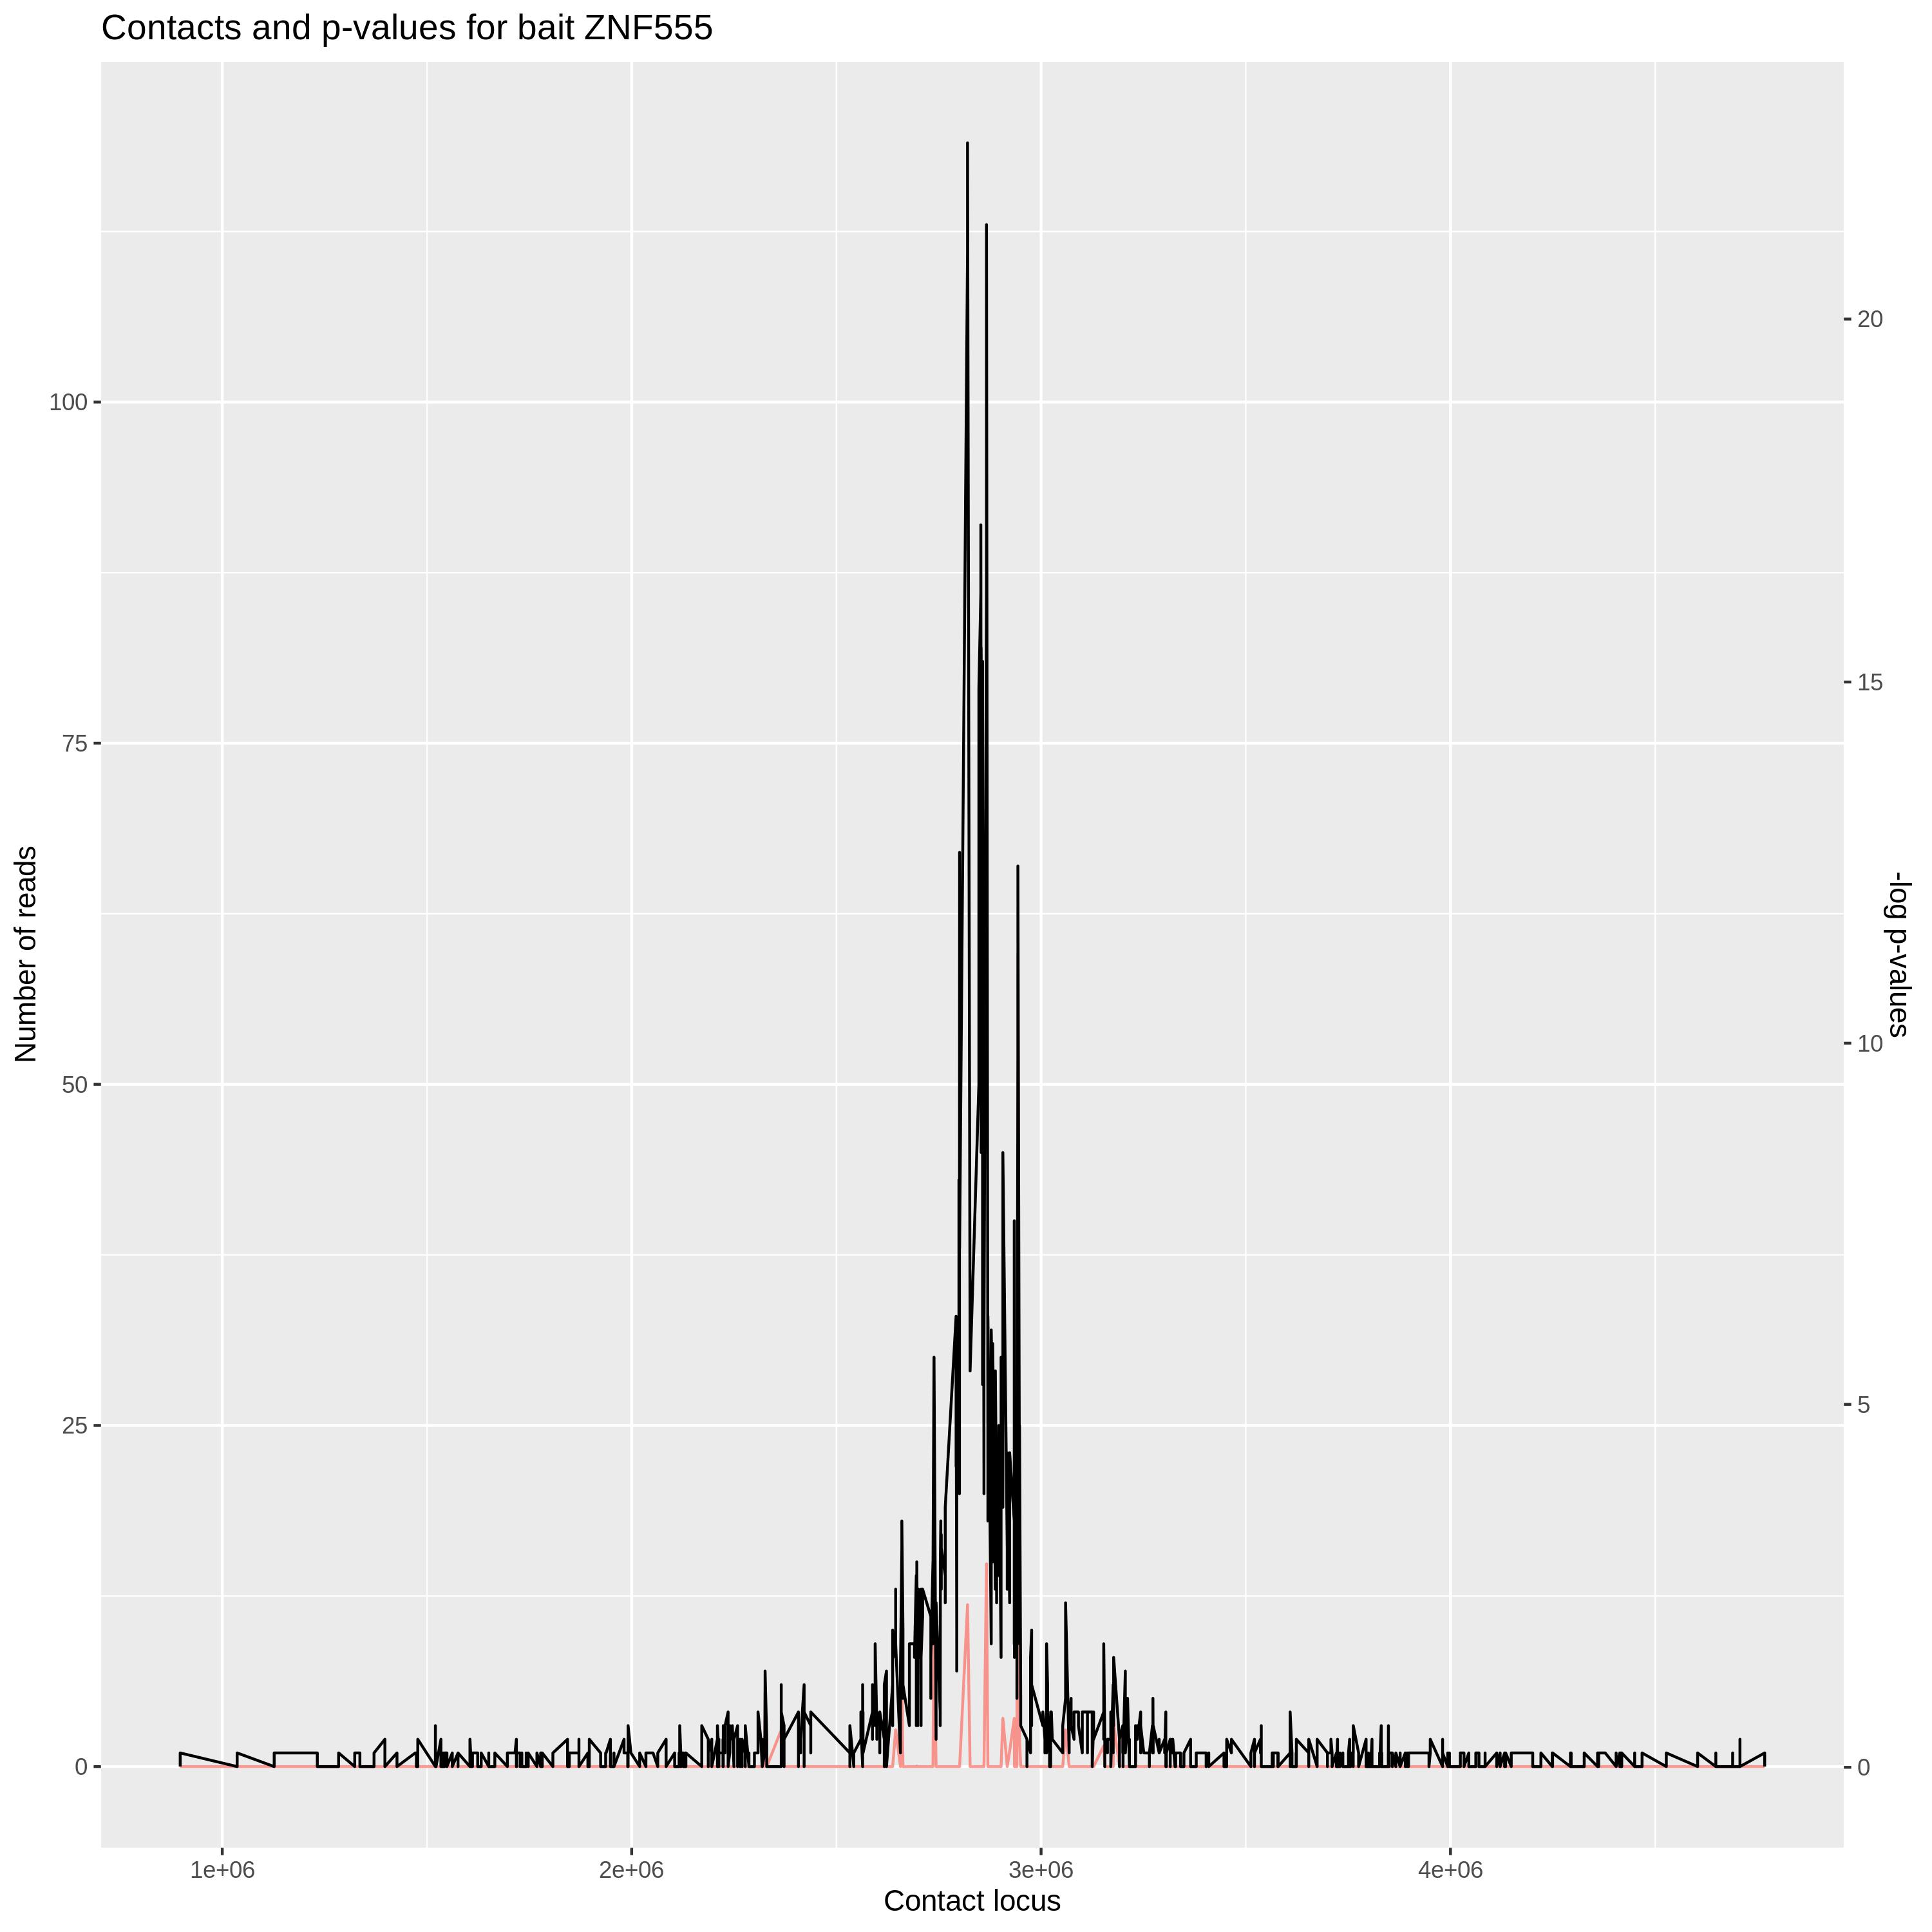 Contacts and p-values for bait ZNF555
100
75
50
25
0
Number of reads
20
15
10
5
0
-log p-values
1e+06 2e+06 3e+06 4e+06
Contact locus